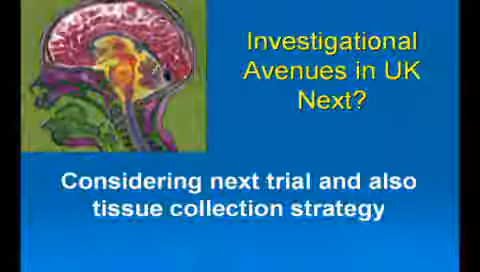 Investigational
Avenues in UK
Next?
Considering next trial and also
tissue collection strategy